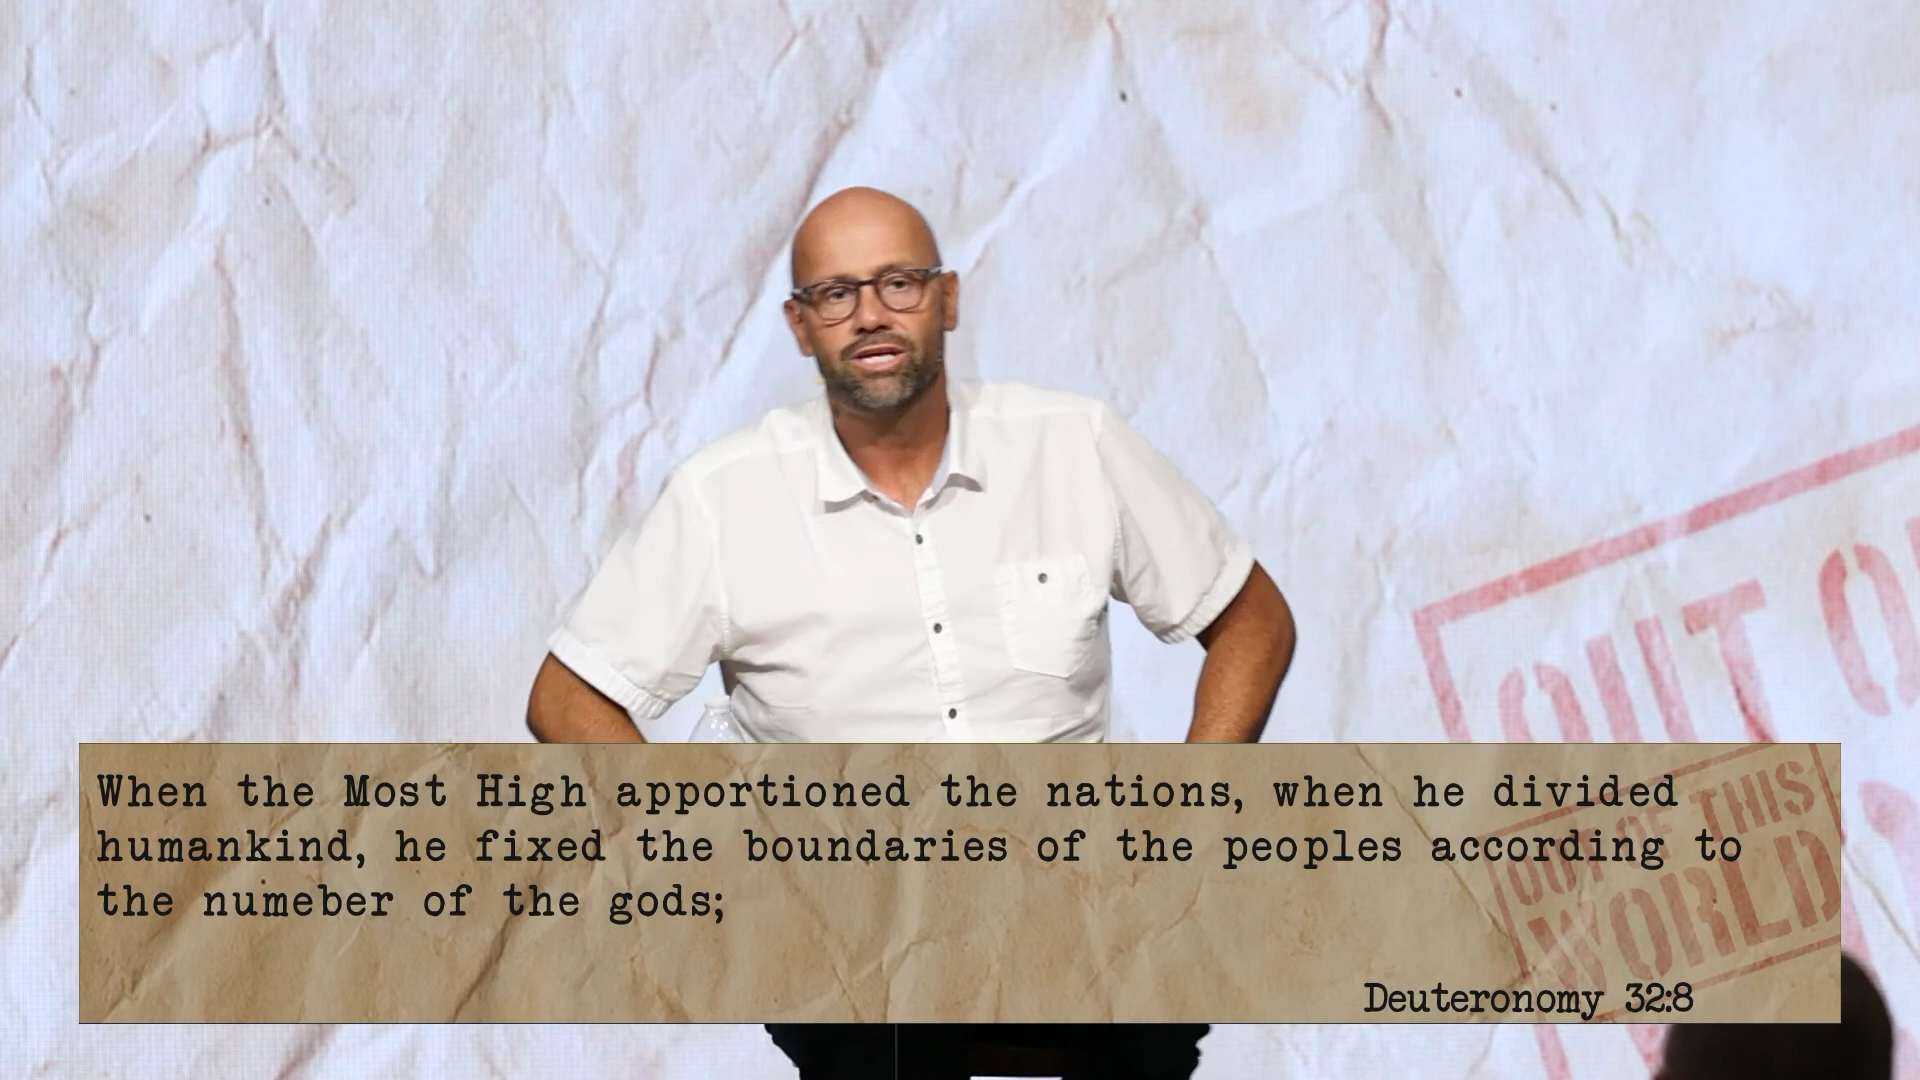 When the Most High apportioned the nations, when he divided
humankind, he fixed the boundaries of the peoples according to
the numeber of the gods;
Deuteronomy 32:8
OUT OF THIS
WORLD
OUT O